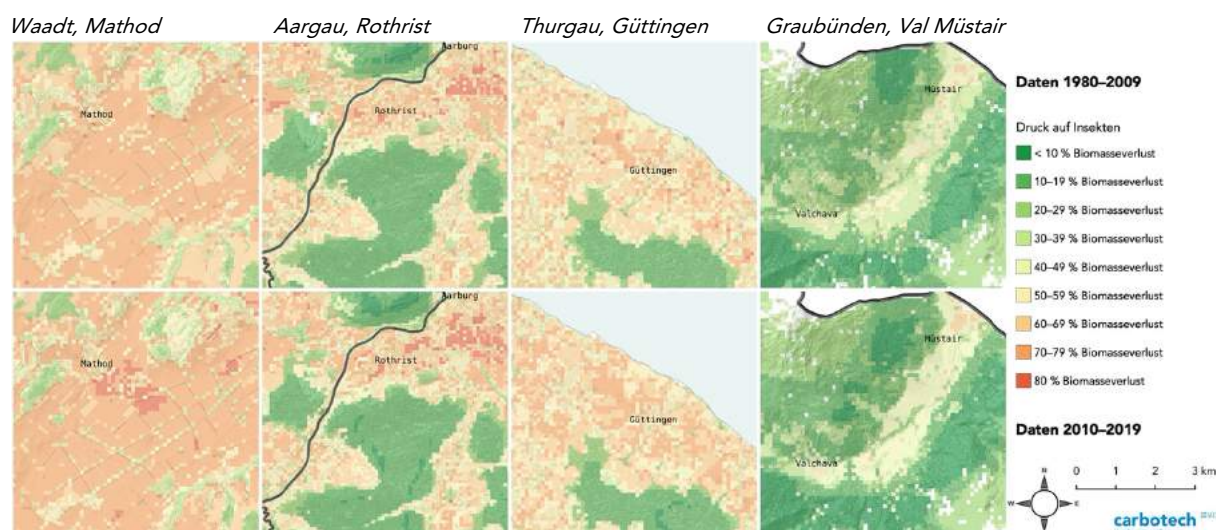 Waadt, Mathod
Aargau, Rothrist
Thurgau, Güttingen
Graubünden, Val Müstair
Aarburg
Mathod
Rothrist
Güttingen
Müstair
Valchava
Aarburg
Mathod
Rothrist
Güttingen
Müstair
Valchava
Daten 1980–2009
Druck auf Insekten
< 10 % Biomasseverlust
10–19 % Biomasseverlust
20–29 % Biomasseverlust
30–39 % Biomasseverlust
40–49 % Biomasseverlust
50–59 % Biomasseverlust
60–69 % Biomasseverlust
70–79 % Biomasseverlust
80 % Biomasseverlust
Daten 2010–2019
N
W
E
S
0 1 2 3 km
carbotech